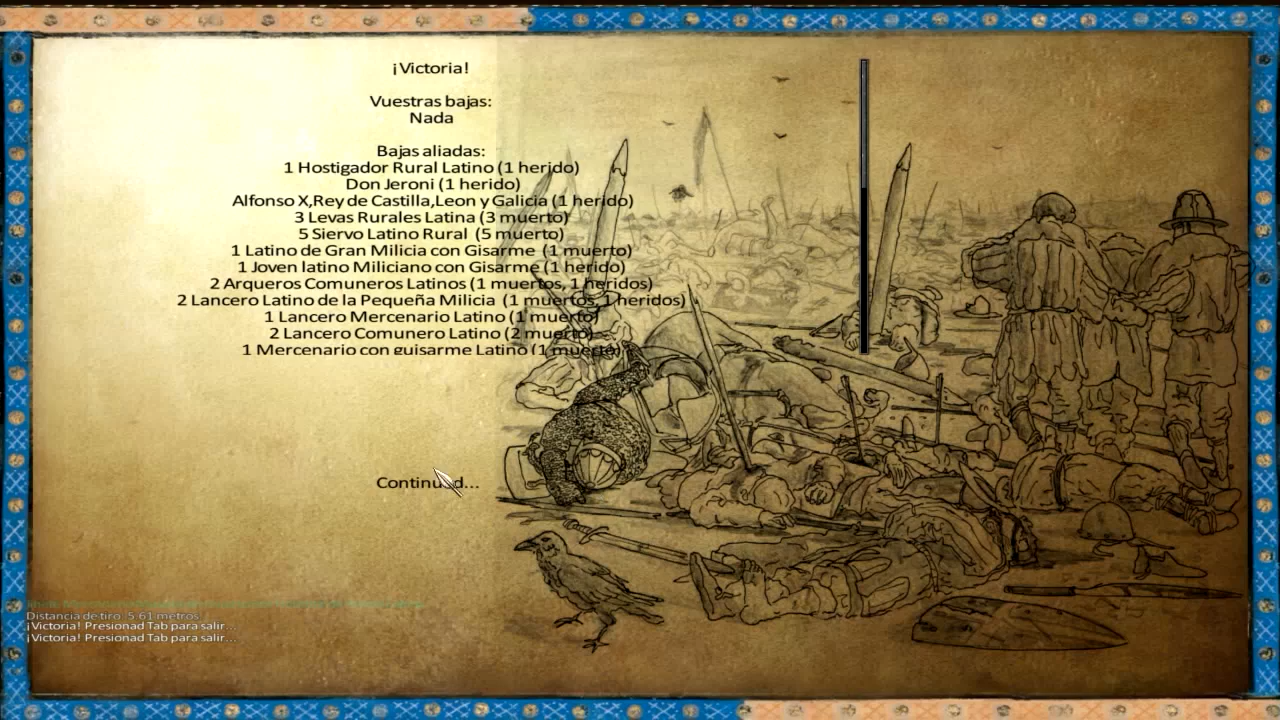 ¡Victoria!
Vuestras bajas:
Nada
Bajas aliadas:
1 Hostigador Rural Latino (1 herido)
Don Jeroni (1 herido)
Alfonso X,Rey de Castilla,Leon y Galicia (1 herido)
3 Levas Rurales Latina (3 muerto)
5 Siervo Latino Rural (5 muerto)
1 Latino de Gran Milicia con Gisarme (1 muerto)
1 Joven latino Miliciano con Gisarme (1 herido)
2 Arqueros Comuneros Latinos (1 muertos, 1 heridos)
2 Lancero Latino de la Pequeña Milicia (1 muertos, 1 heridos)
1 Lancero Mercenario Latino (1 muerto)
2 Lancero Comunero Latino (2 muerto)
1 Mercenario con guisarme Latino (1 muerto)
Continuad...
Distancia de tiro: 5.61 metros
¡Victoria! Presionad Tab para salir...
¡Victoria! Presionad Tab para salir...